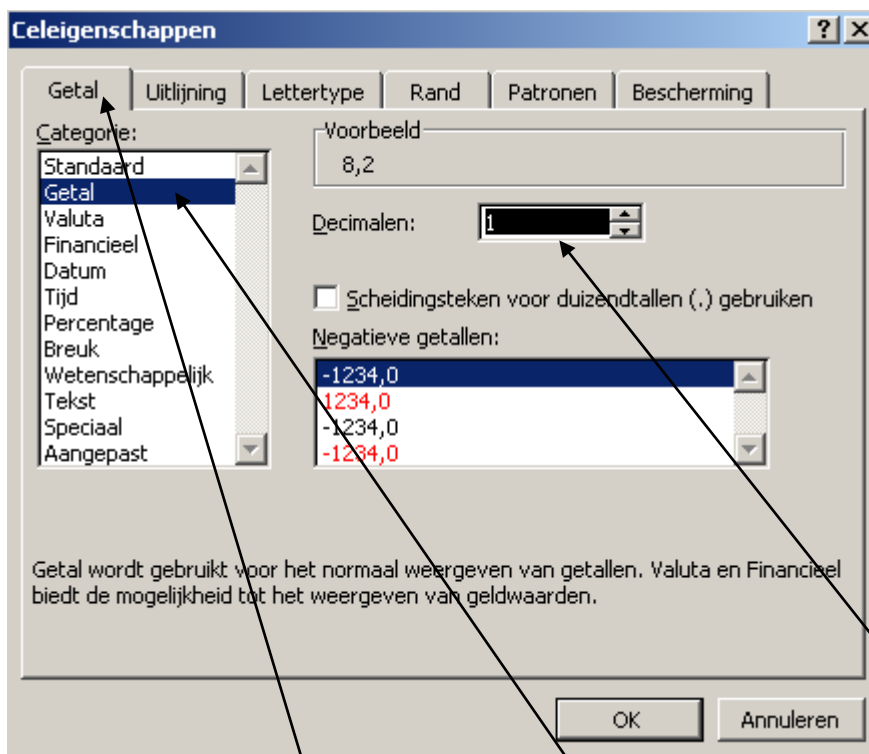 Celeigenschappen
Getal Uitlijning Lettertype Rand Patronen Bescherming
Categorie:
Standaard
Getal
Valuta
Financieel
Datum
Tijd
Percentage
Breuk
Wetenschappelijk
Tekst
Speciaal
Aangepast
Voorbeeld
8,2
Decimalen: 1
Scheidingsteken voor duizendtallen (.) gebruiken
Negatieve getallen:
-1234,0
1234,0
-1234,0
-1234,0
Getal wordt gebruikt voor het normaal weergeven van getallen. Valuta en Financieel
biedt de mogelijkheid tot het weergeven van geldwaarden.
OK Annuleren